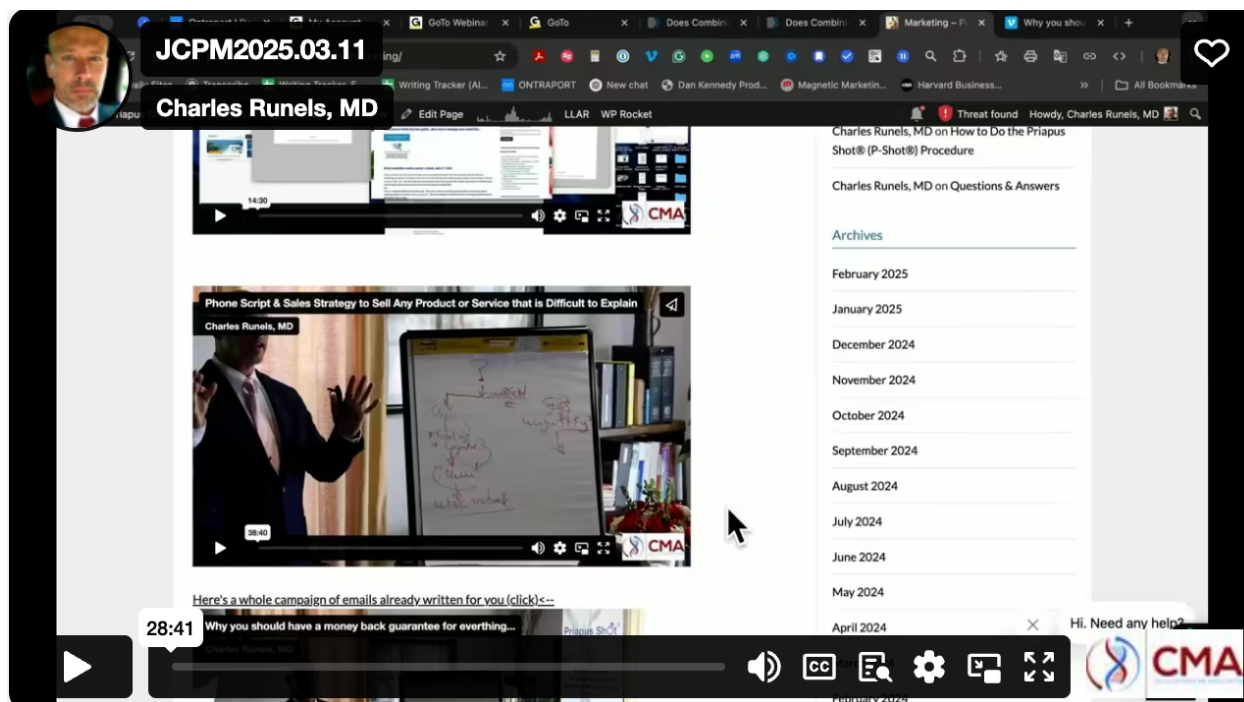 GoTo Webinar
GoTo
Does Combin
Does Combin
Marketing – P
Why you shou
JCPM2025.03.11
Charles Runels, MD
Writing Tracker (Al...
ONTRAPORT
New chat
Dan Kennedy Prod...
Magnetic Marketin...
Harvard Business...
All Bookmarks
Edit Page
LLAR
WP Rocket
Threat found
Howdy, Charles Runels, MD
Charles Runels, MD on How to Do the Priapus
Shot® (P-Shot®) Procedure
Charles Runels, MD on Questions & Answers
14:30
CMA
Archives
February 2025
January 2025
December 2024
November 2024
October 2024
September 2024
August 2024
July 2024
June 2024
May 2024
April 2024
February 2024
Phone Script & Sales Strategy to Sell Any Product or Service that is Difficult to Explain
Charles Runels, MD
38:40
CMA
Here's a whole campaign of emails already written for you (click)<--
Why you should have a money back guarantee for everthing...
Charles Runels, MD
Priapus Shot
Hi. Need any help?
28:41
CC
CMA